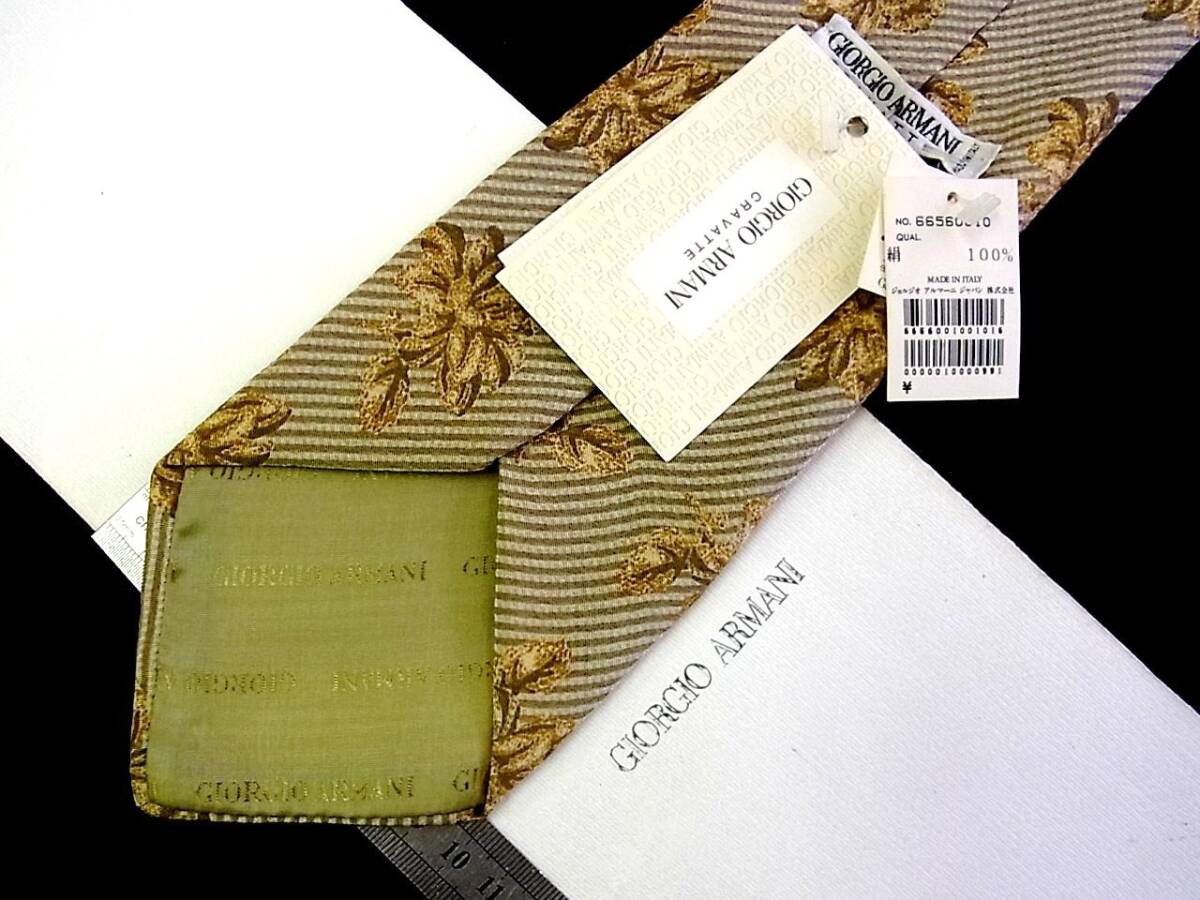 GIORGIO ARMANI
GIORGIO ARMANI
CRAVATTE
NO. 66560010
QUAL.
絹 100%
MADE IN ITALY
ジョルジオ アルマーニ ジャパン 株式会社
6666001001016
¥
GIORGIO ARMANI
GIORGIO ARMANI
GIORGIO ARMANI
GIORGIO ARMANI
10 11